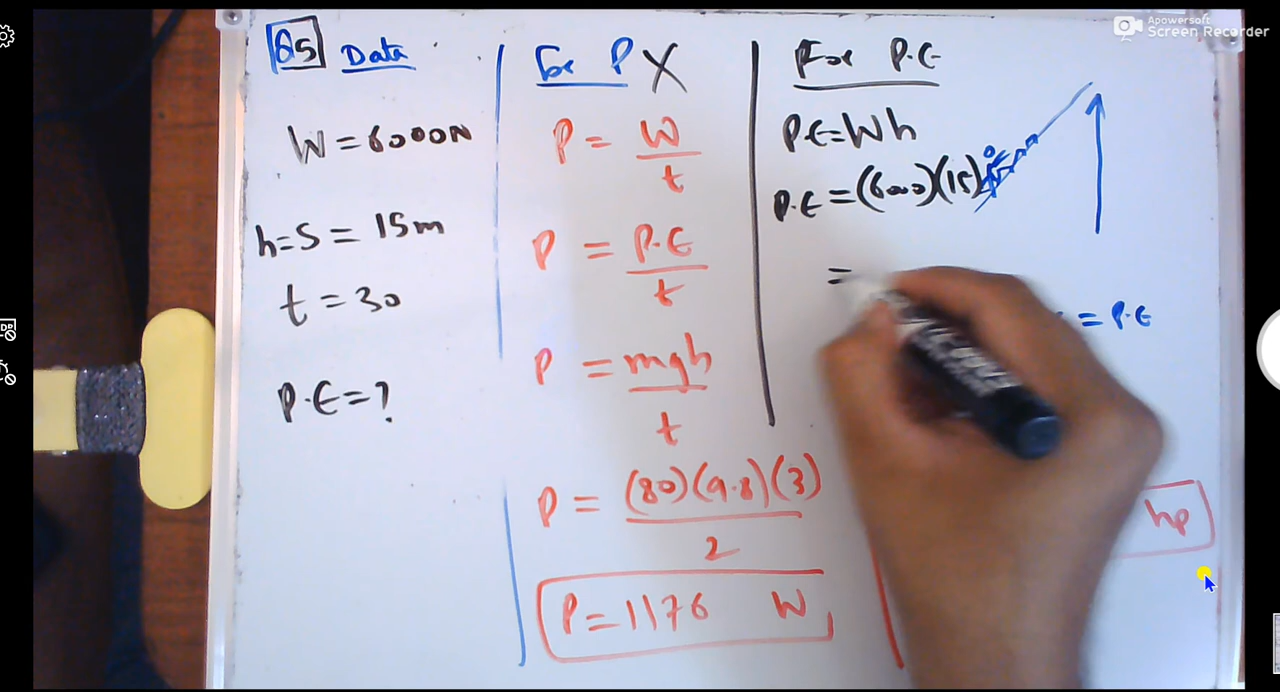 Q5 Data
W = 6000N
h=S = 15m
t = 30
P.E = ?
For P X
P = W
t
P = P.E
t
P = mgh
t
P = (80)(9.8)(3)
2
P = 1176 W
For P.E
P.E=Wh
P.E = (6000)(15)
=
= P.E
hp
Apowersoft
Screen Recorder